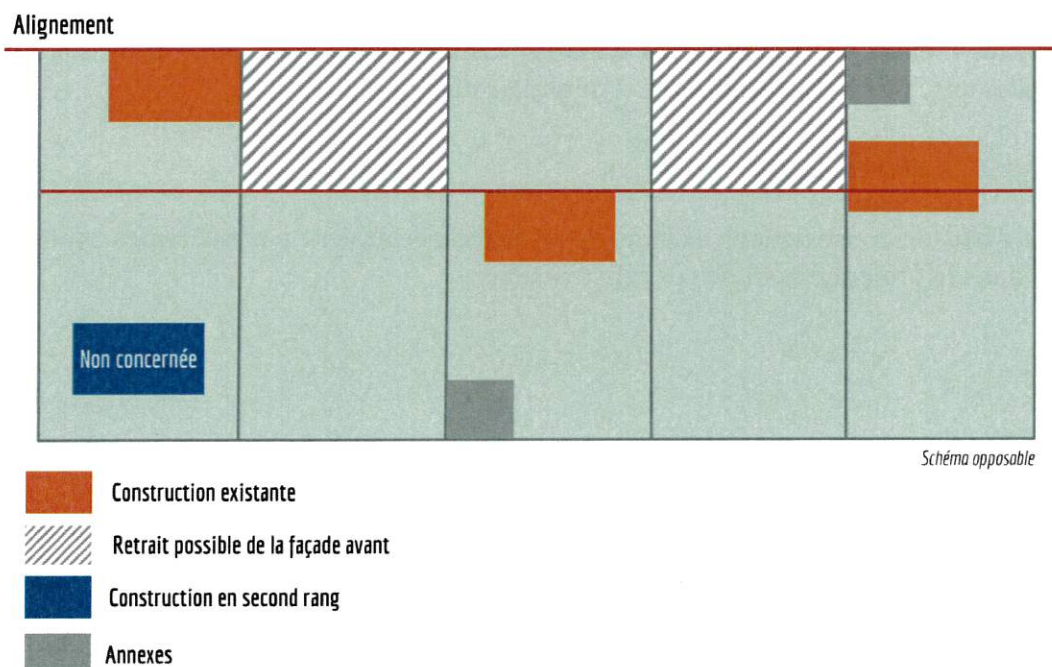 Alignement
Non concernée
Schéma opposable
Construction existante
Retrait possible de la façade avant
Construction en second rang
Annexes